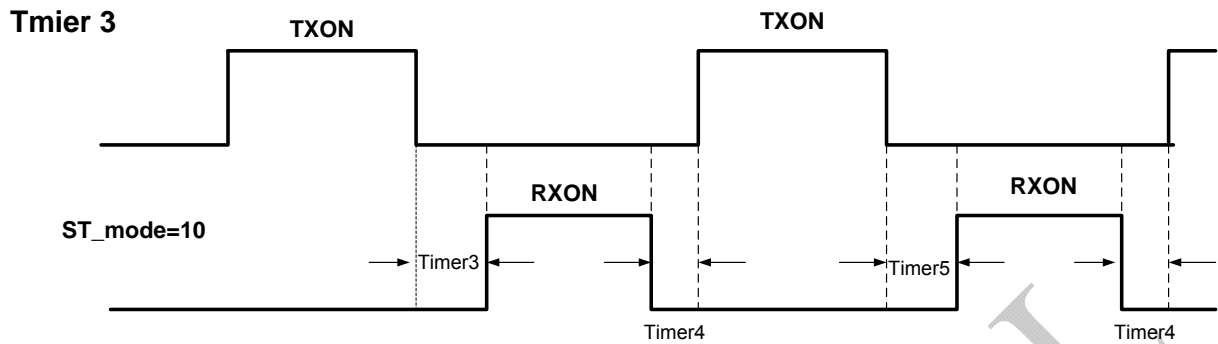 Tmier 3
TXON
TXON
RXON
RXON
ST_mode=10
Timer3
Timer5
Timer4
Timer4